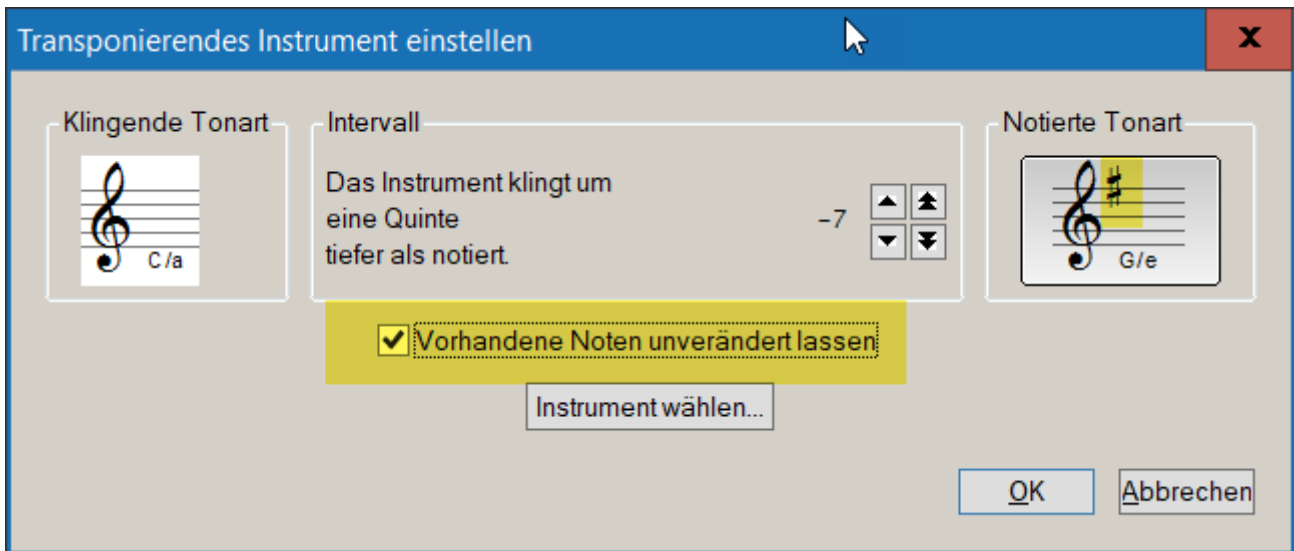 Transponierendes Instrument einstellen
x
Klingende Tonart
C/a
Intervall
Das Instrument klingt um
eine Quinte
tiefer als notiert.
−7
Notierte Tonart
G/e
Vorhandene Noten unverändert lassen
Instrument wählen...
OK
Abbrechen